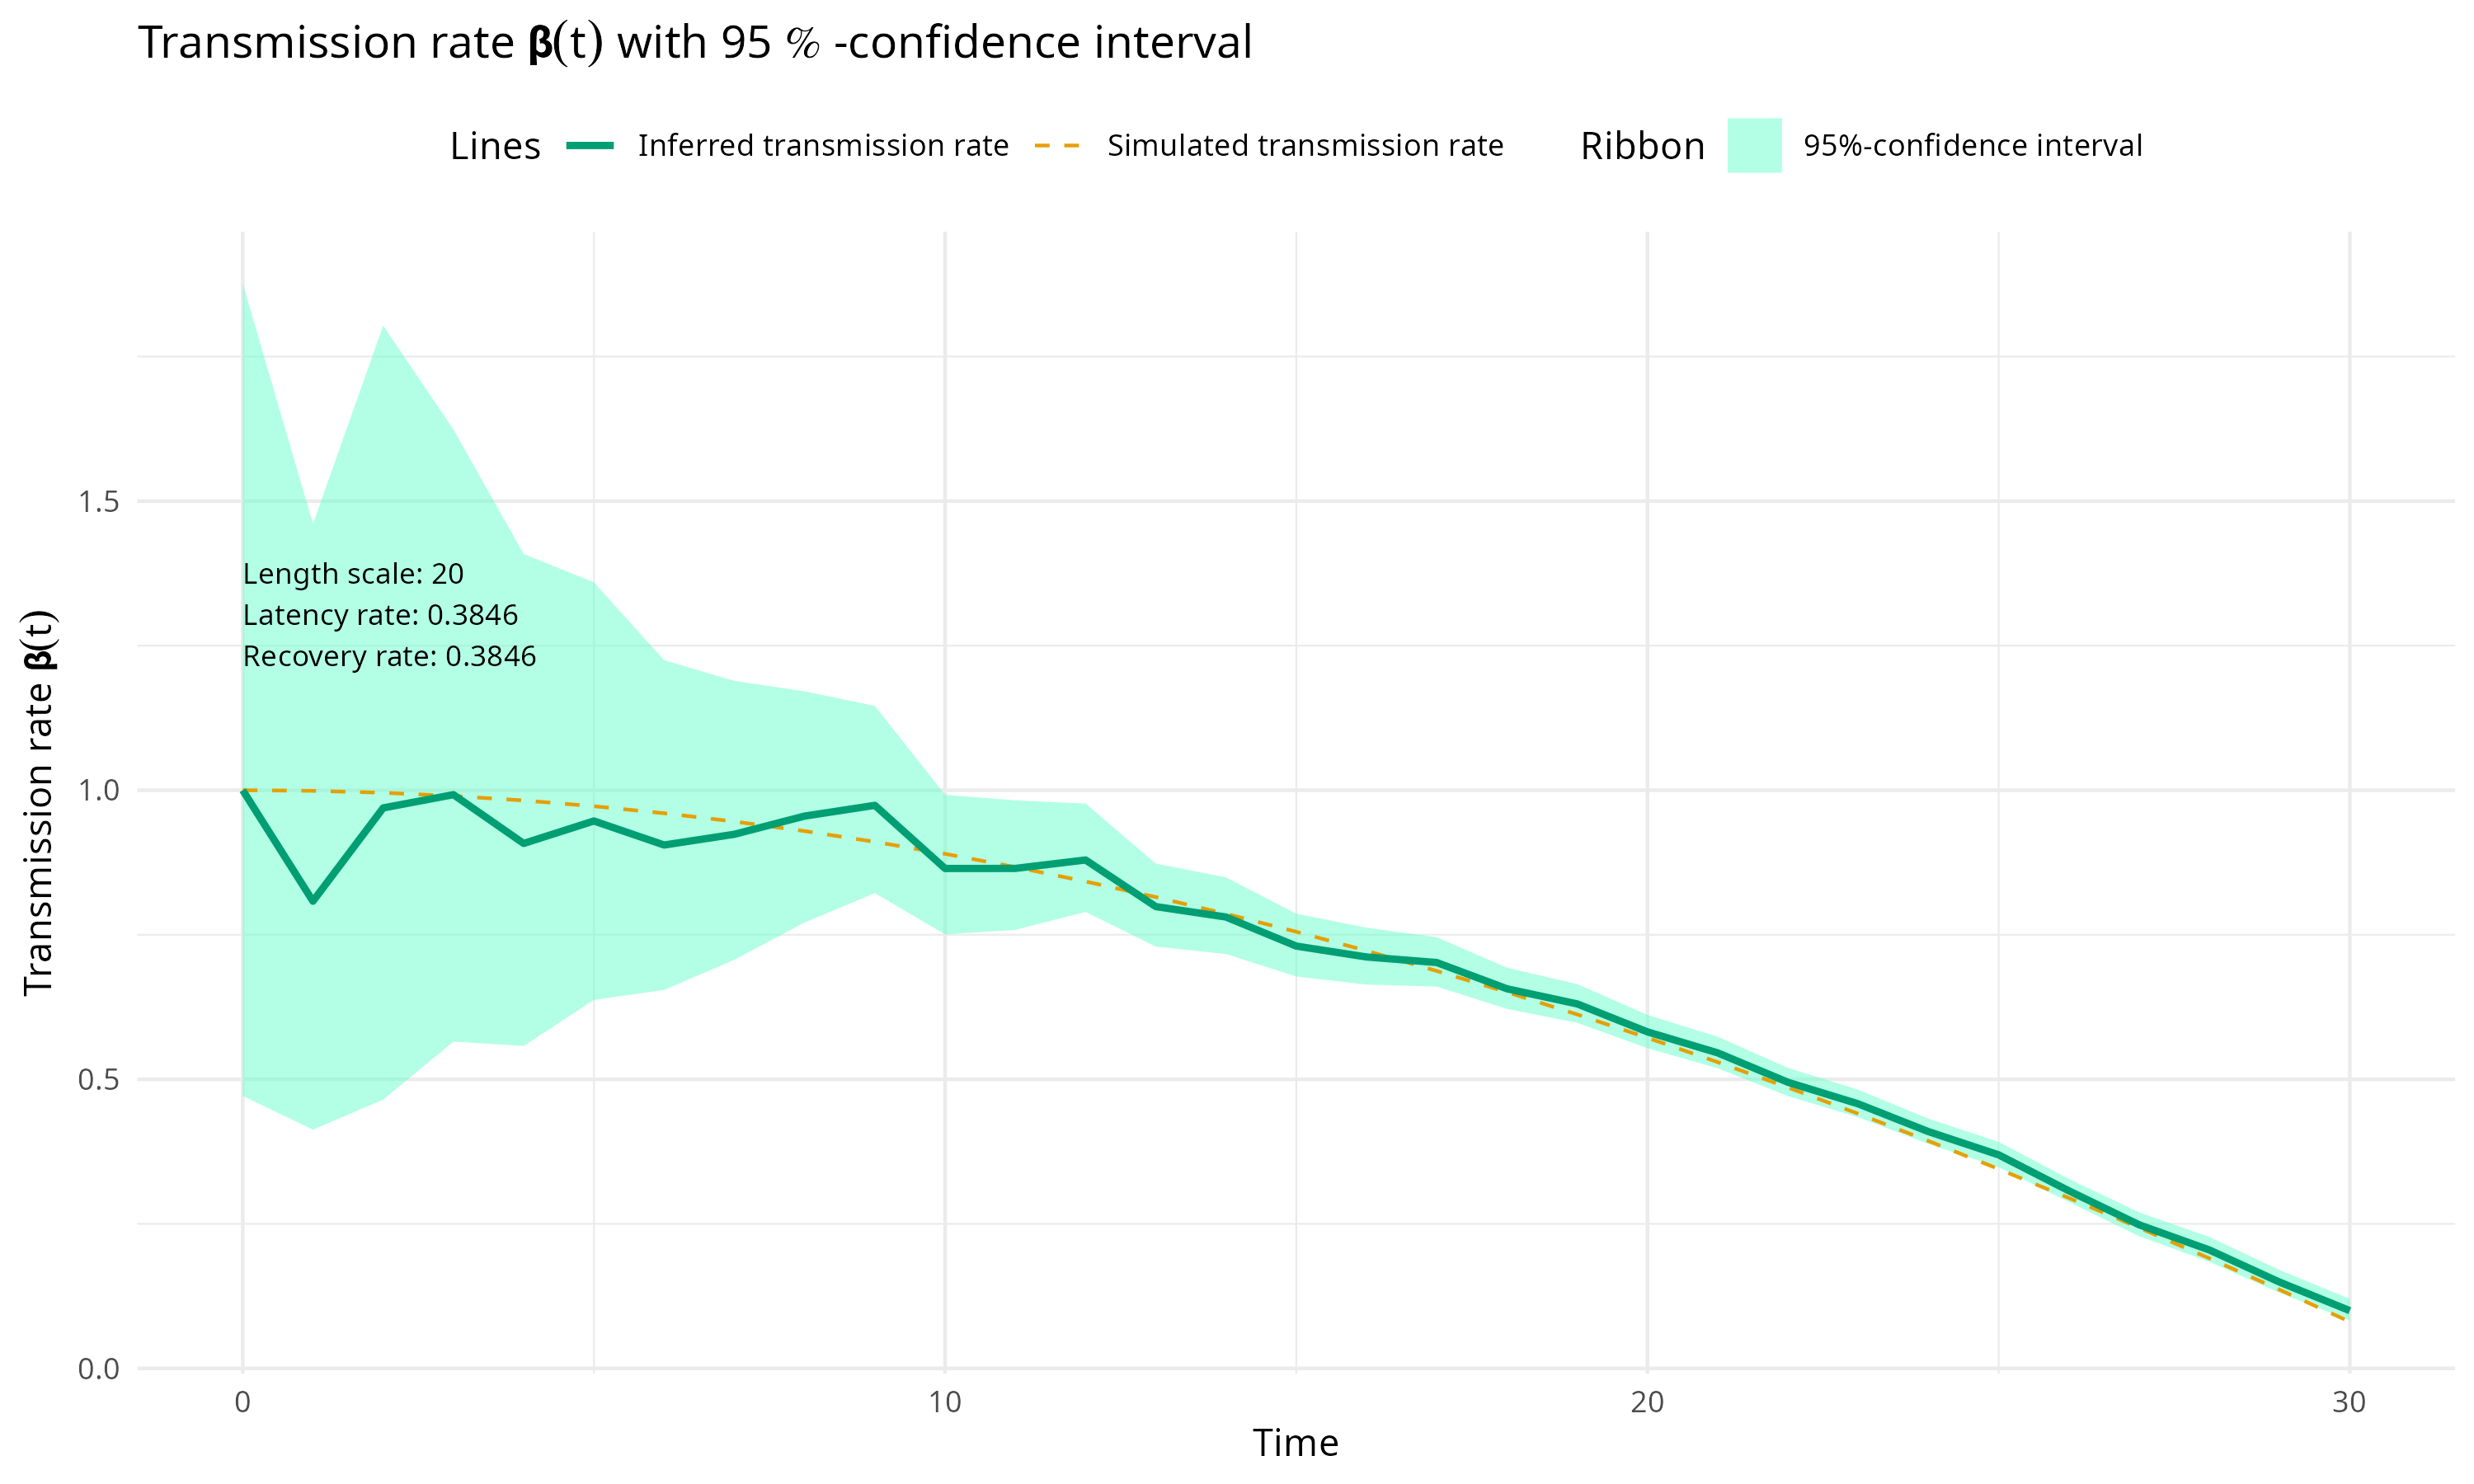 Transmission rate β(t) with 95 % -confidence interval
Lines Inferred transmission rate Simulated transmission rate Ribbon 95%-confidence interval
Transmission rate β(t)
1.5
1.0
0.5
0.0
Length scale: 20
Latency rate: 0.3846
Recovery rate: 0.3846
0 10 20 30
Time